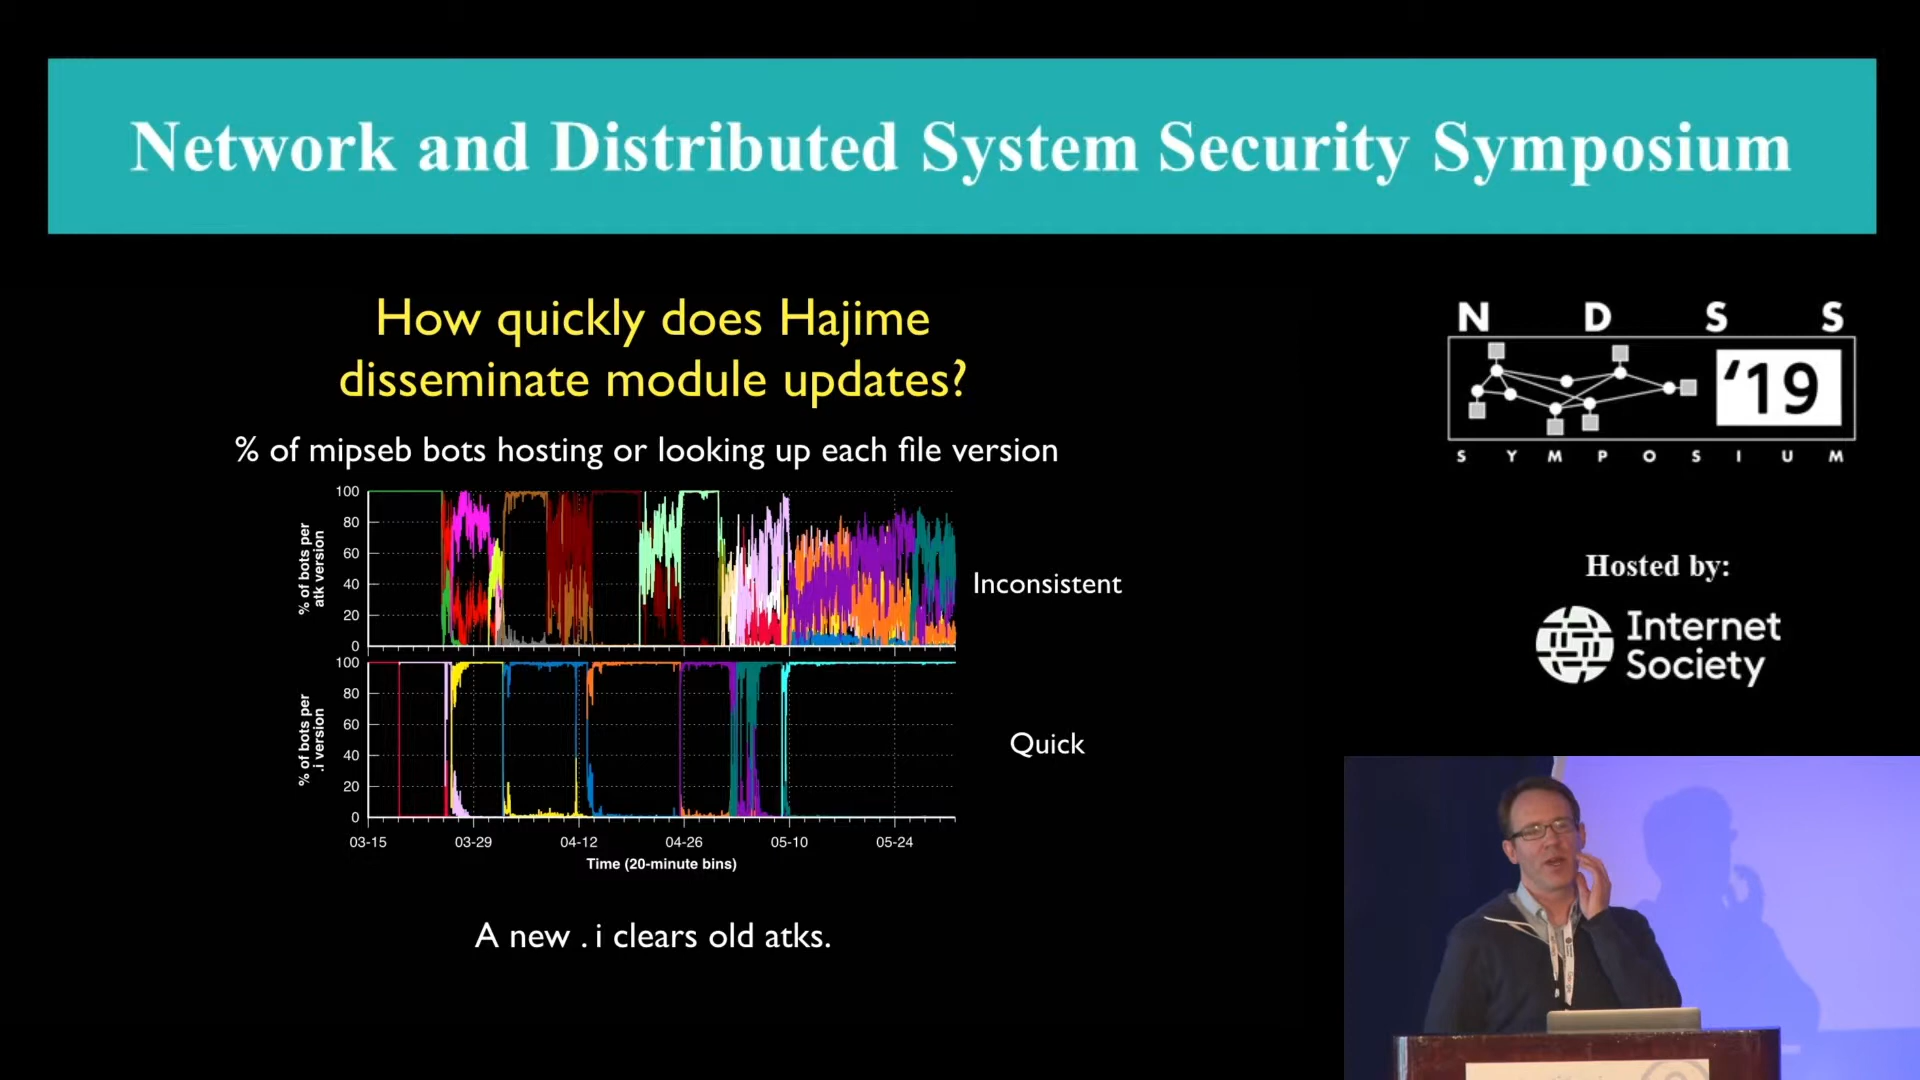 Network and Distributed System Security Symposium
How quickly does Hajime
disseminate module updates?
% of mipseb bots hosting or looking up each file version
% of bots per
atk version
100
80
60
40
20
0
Inconsistent
% of bots per
.i version
100
80
60
40
20
0
Quick
03-15 03-29 04-12 04-26 05-10 05-24
Time (20-minute bins)
A new .i clears old atks.
N D S S
'19
S Y M P O S I U M
Hosted by:
Internet
Society